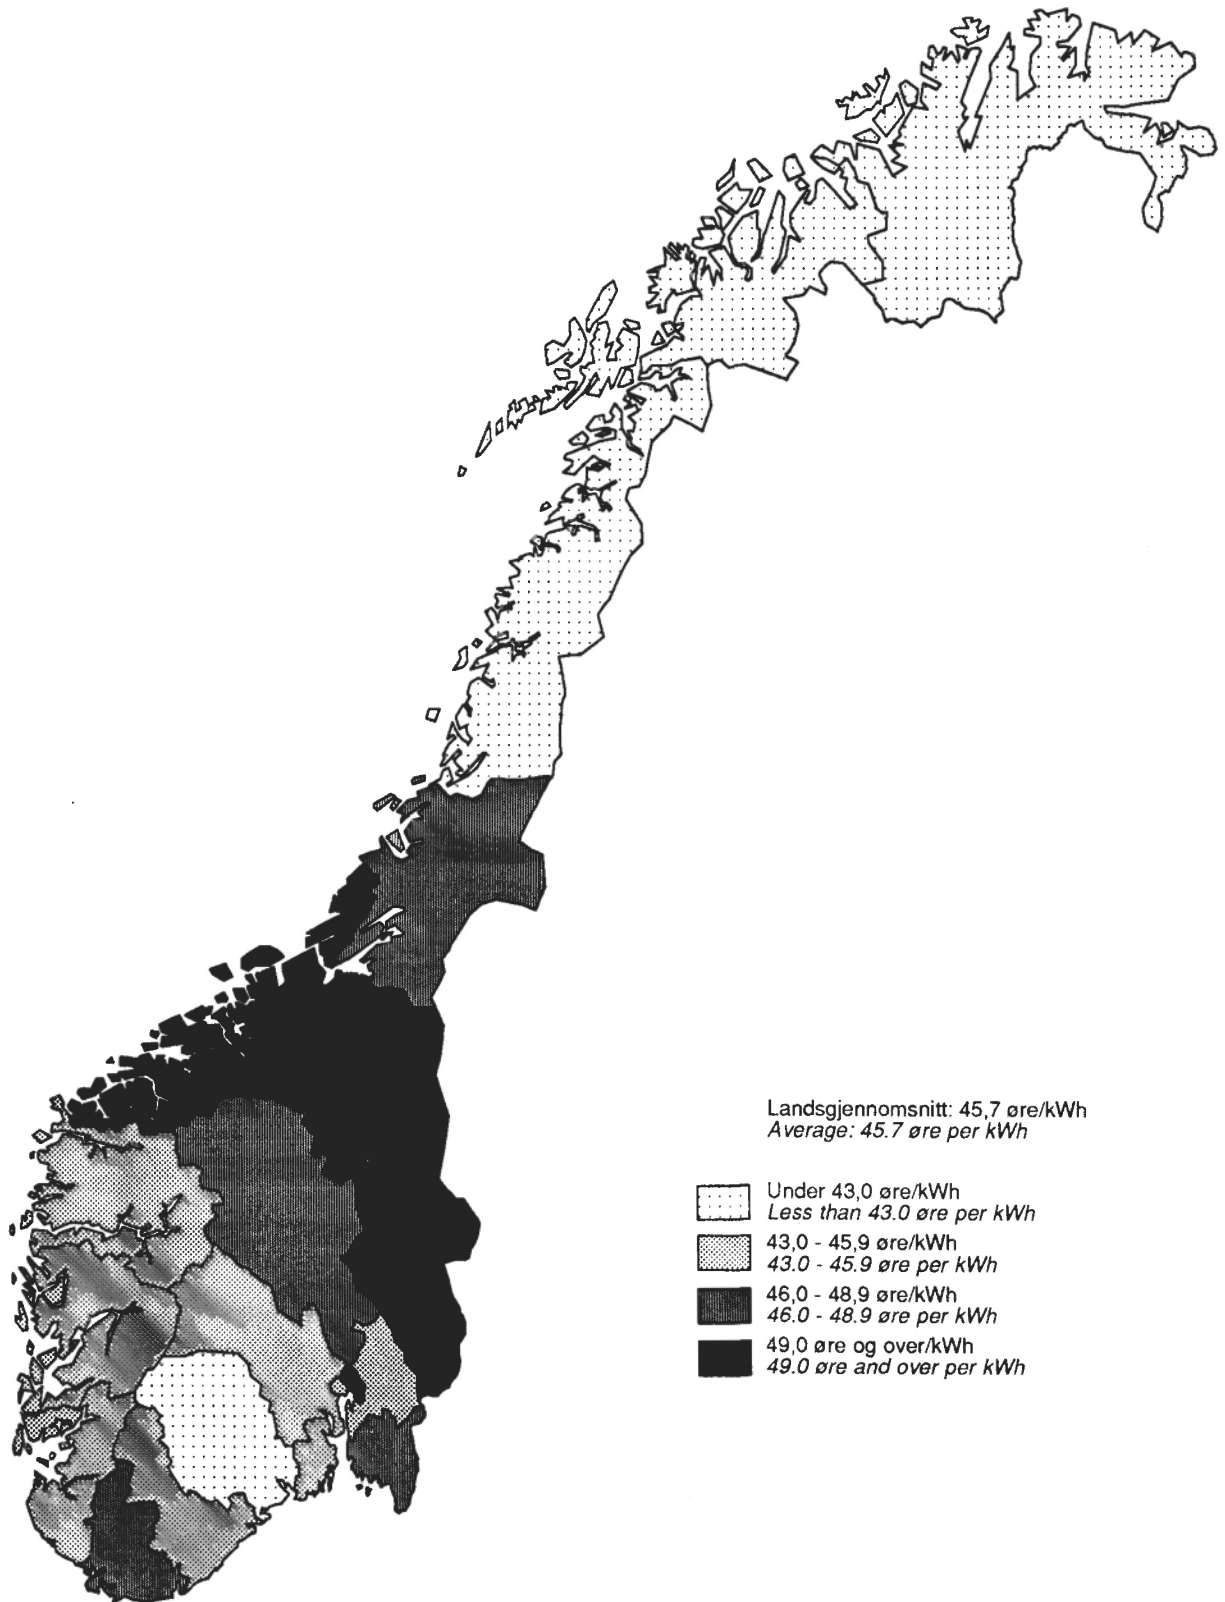 Landsgjennomsnitt: 45,7 øre/kWh
Average: 45.7 øre per kWh
Under 43,0 øre/kWh
Less than 43.0 øre per kWh
43,0 - 45,9 øre/kWh
43.0 - 45.9 øre per kWh
46,0 - 48,9 øre/kWh
46.0 - 48.9 øre per kWh
49,0 øre og over/kWh
49.0 øre and over per kWh